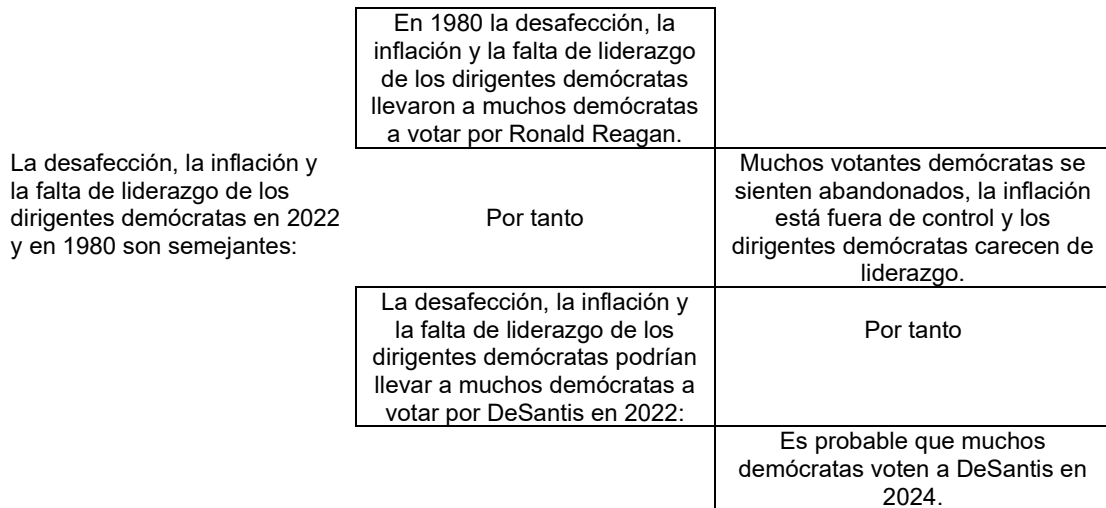 En 1980 la desafección, la
inflación y la falta de liderazgo
de los dirigentes demócratas
llevaron a muchos demócratas
a votar por Ronald Reagan.
La desafección, la inflación y
la falta de liderazgo de los
dirigentes demócratas en 2022
y en 1980 son semejantes:
Por tanto
Muchos votantes demócratas se
sienten abandonados, la inflación
está fuera de control y los
dirigentes demócratas carecen de
liderazgo.
La desafección, la inflación y
la falta de liderazgo de los
dirigentes demócratas podrían
llevar a muchos demócratas a
votar por DeSantis en 2022:
Por tanto
Es probable que muchos
demócratas voten a DeSantis en
2024.